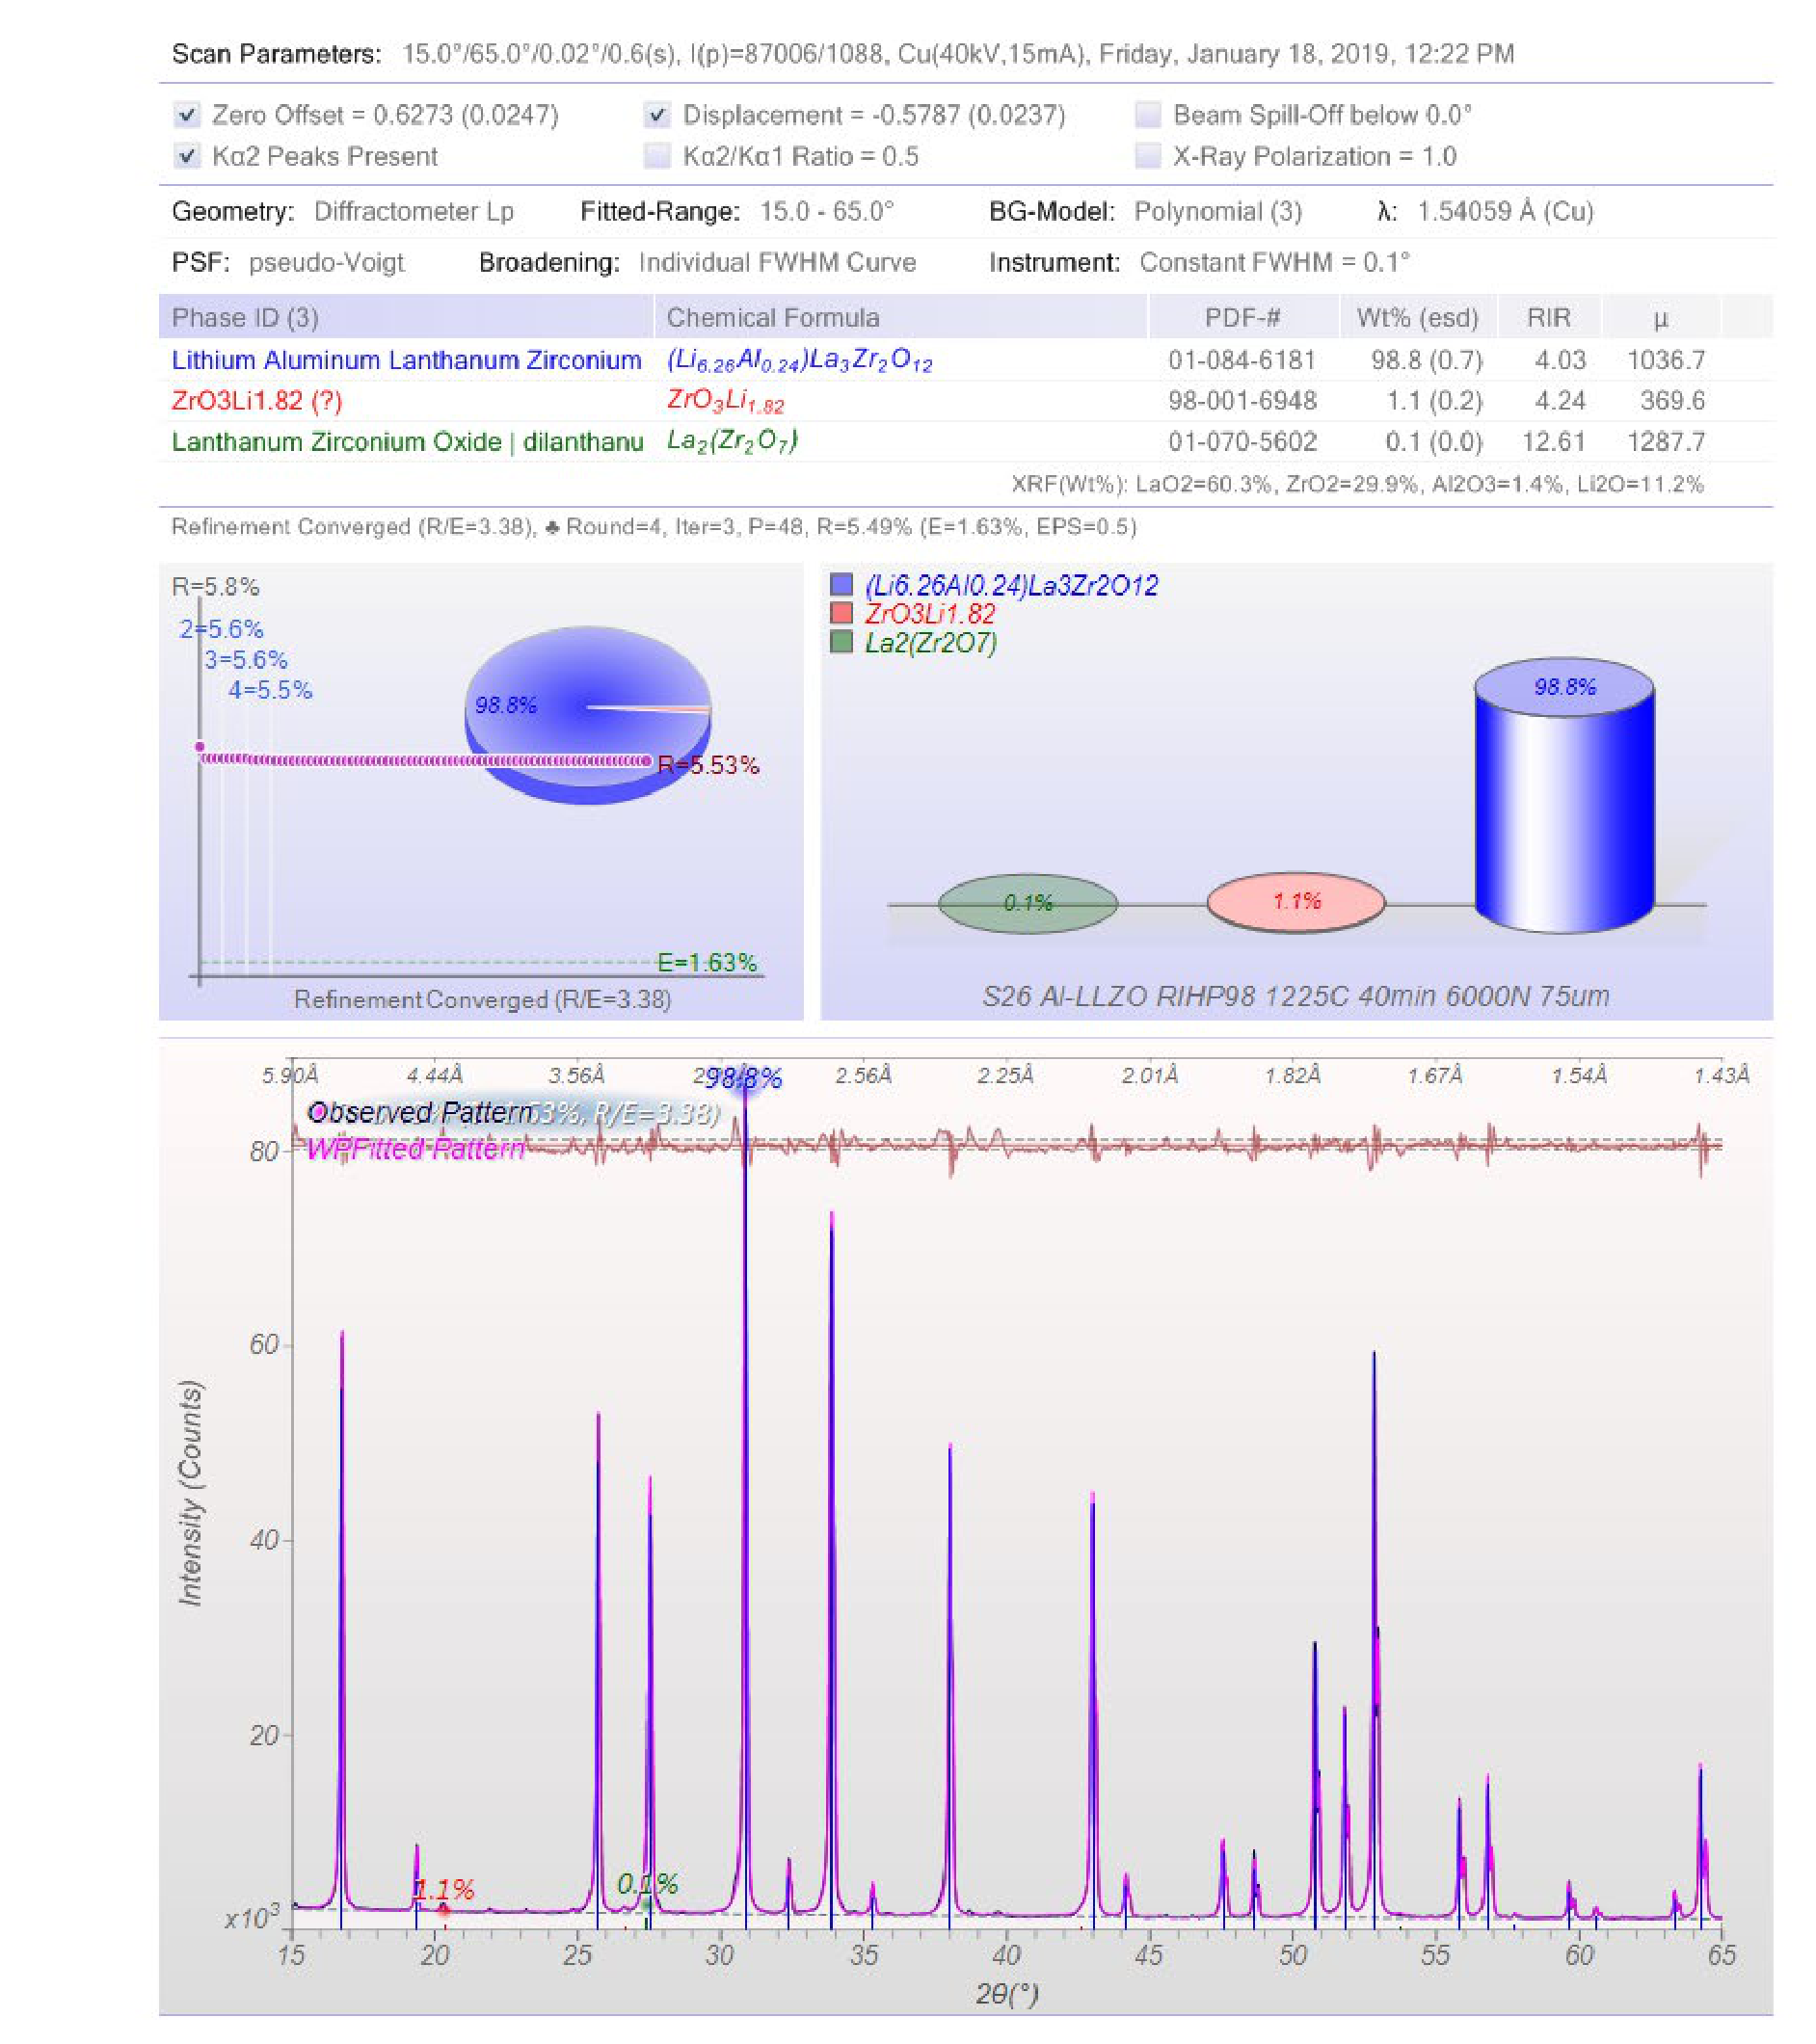 Scan Parameters: 15.0°/65.0°/0.02°/0.6(s), I(p)=87006/1088, Cu(40kV,15mA), Friday, January 18, 2019, 12:22 PM
Zero Offset = 0.6273 (0.0247) Displacement = -0.5787 (0.0237) Beam Spill-Off below 0.0°
Kα2 Peaks Present Kα2/Kα1 Ratio = 0.5 X-Ray Polarization = 1.0
Geometry: Diffractometer Lp Fitted-Range: 15.0 - 65.0° BG-Model: Polynomial (3) λ: 1.54059 Å (Cu)
PSF: pseudo-Voigt Broadening: Individual FWHM Curve Instrument: Constant FWHM = 0.1°
Phase ID (3) Chemical Formula PDF-# Wt% (esd) RIR μ
Lithium Aluminum Lanthanum Zirconium (Li6.26Al0.24)La3Zr2O12 01-084-6181 98.8 (0.7) 4.03 1036.7
ZrO3Li1.82 (?) ZrO3Li1.82 98-001-6948 1.1 (0.2) 4.24 369.6
Lanthanum Zirconium Oxide | dilanthanu La2(Zr2O7) 01-070-5602 0.1 (0.0) 12.61 1287.7
XRF(Wt%): LaO2=60.3%, ZrO2=29.9%, Al2O3=1.4%, Li2O=11.2%
Refinement Converged (R/E=3.38), ♣ Round=4, Iter=3, P=48, R=5.49% (E=1.63%, EPS=0.5)
R=5.8%
2=5.6%
3=5.6%
4=5.5%
98.8%
R=5.53%
E=1.63%
Refinement Converged (R/E=3.38)
(Li6.26Al0.24)La3Zr2O12
ZrO3Li1.82
La2(Zr2O7)
98.8%
0.1% 1.1%
S26 Al-LLZO RIHP98 1225C 40min 6000N 75um
5.90Å 4.44Å 3.56Å 98.8% 2.56Å 2.25Å 2.01Å 1.82Å 1.67Å 1.54Å 1.43Å
Observed Pattern 53%, R/E=3.38)
WPFitted Pattern
80
60
40
20
x10³
Intensity (Counts)
1.1% 0.1%
15 20 25 30 35 40 45 50 55 60 65
2θ(°)